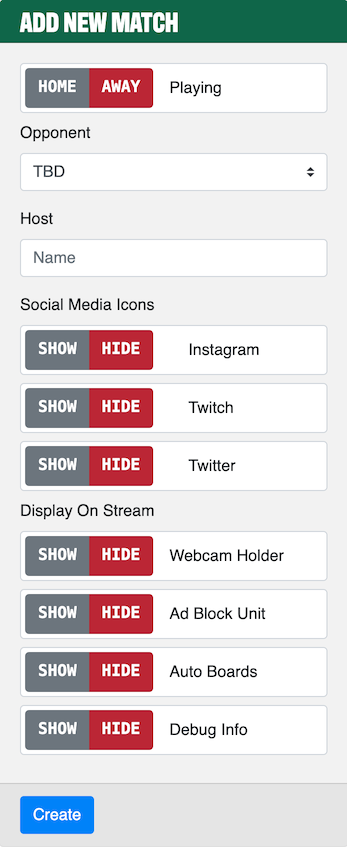 ADD NEW MATCH
HOME AWAY Playing
Opponent
TBD
Host
Name
Social Media Icons
SHOW HIDE Instagram
SHOW HIDE Twitch
SHOW HIDE Twitter
Display On Stream
SHOW HIDE Webcam Holder
SHOW HIDE Ad Block Unit
SHOW HIDE Auto Boards
SHOW HIDE Debug Info
Create